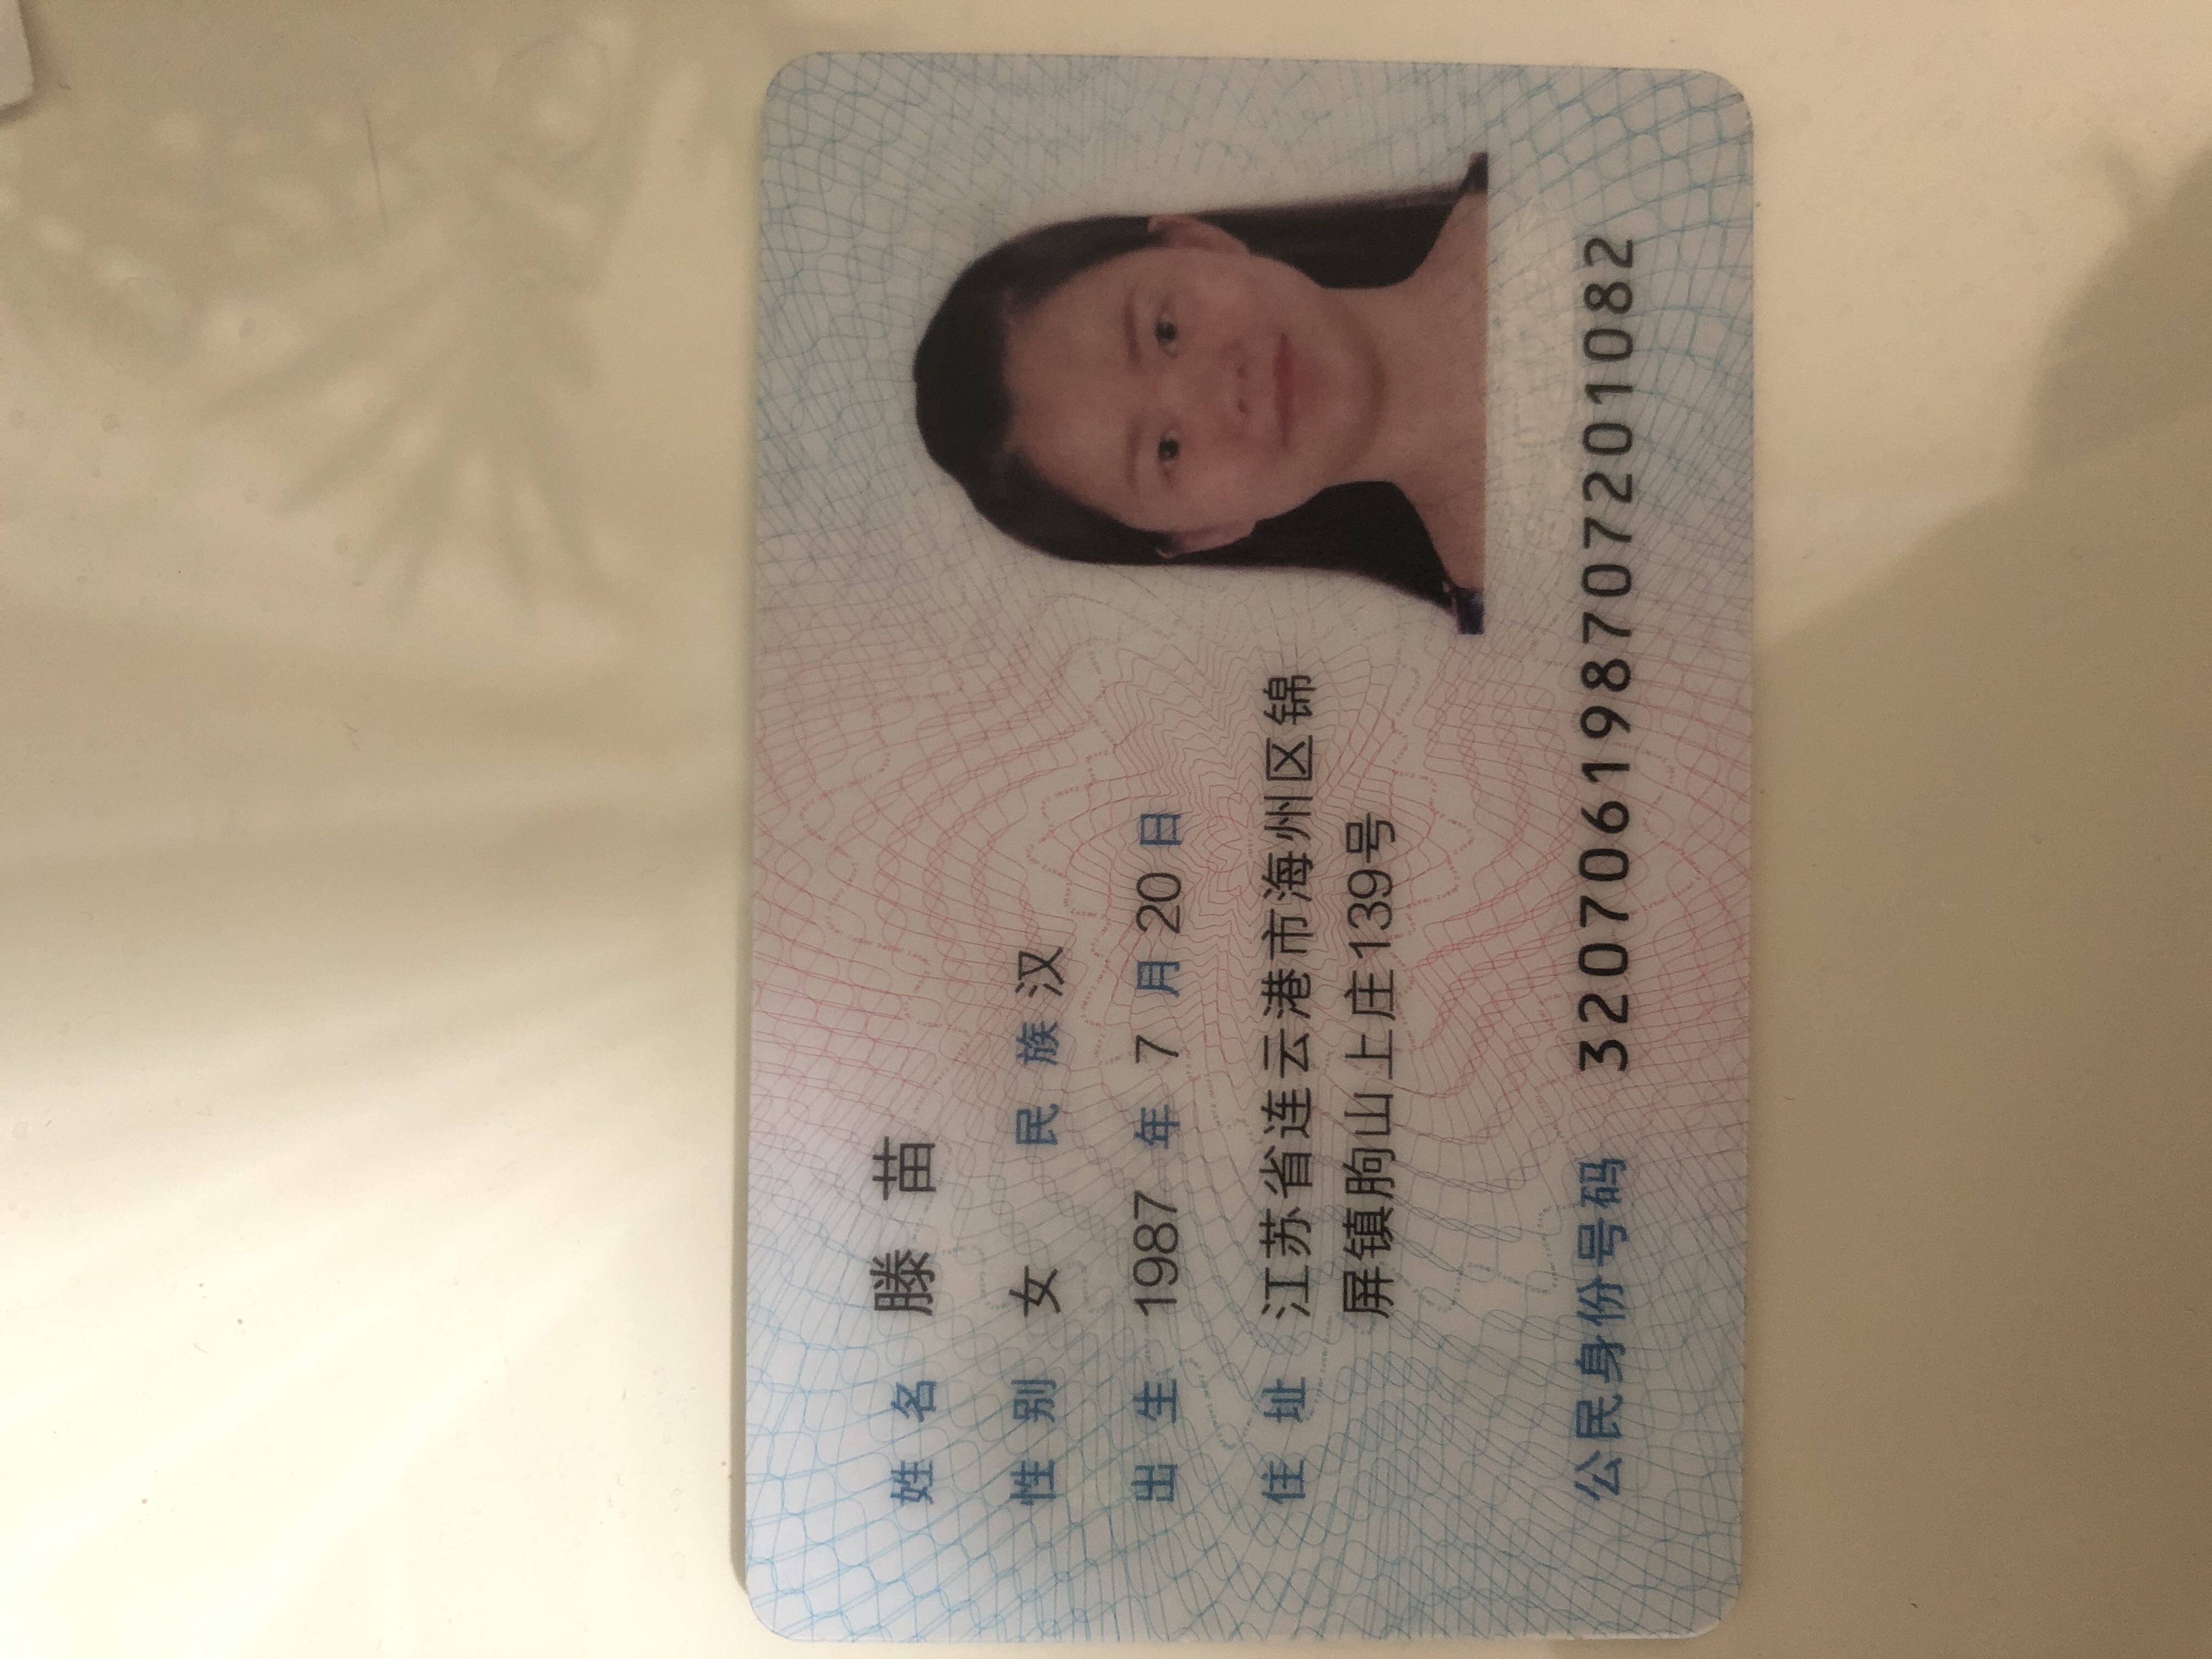 姓名 滕苗
性别 女 民族 汉
出生 1987 年 7 月 20 日
住址 江苏省连云港市海州区锦
屏镇朐山上庄139号
公民身份号码 320706198707201082